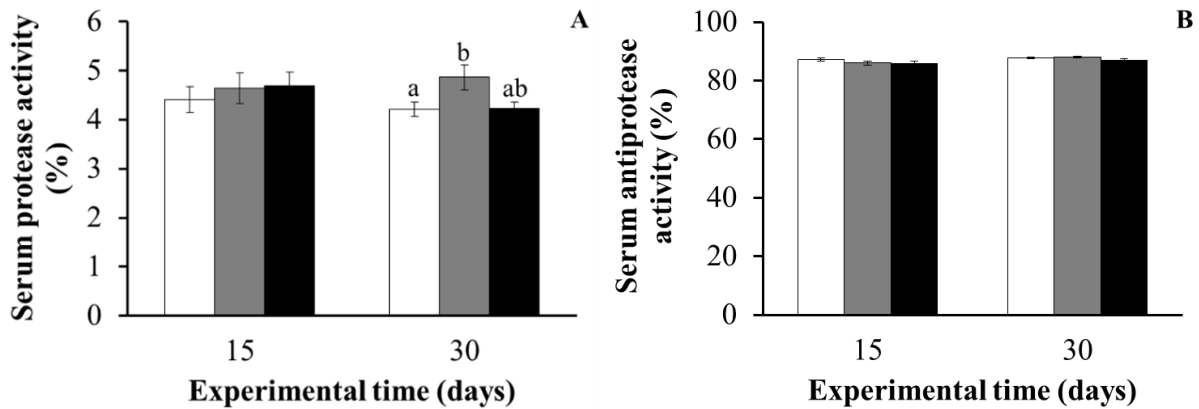 A
Serum protease activity
(%)
6
5
4
3
2
1
0
a
b
ab
15
30
Experimental time (days)
B
Serum antiprotease
activity (%)
100
80
60
40
20
0
15
30
Experimental time (days)